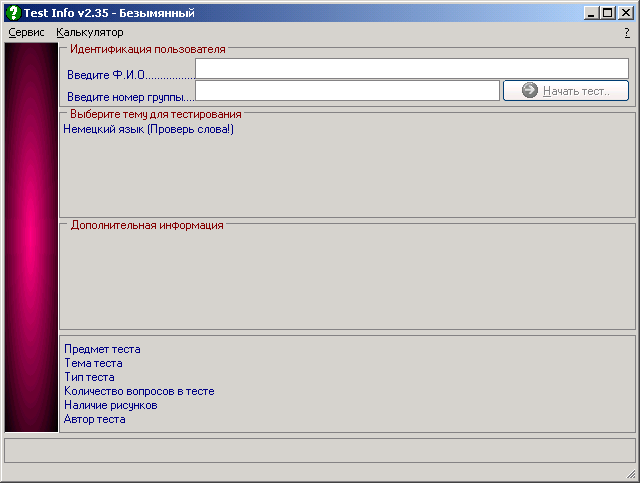 Test Info v2.35 - Безымянный
Сервис Калькулятор ?
Идентификация пользователя
Введите Ф.И.О.................
Введите номер группы....
Начать тест..
Выберите тему для тестирования
Немецкий язык (Проверь слова!)
Дополнительная информация
Предмет теста
Тема теста
Тип теста
Количество вопросов в тесте
Наличие рисунков
Автор теста